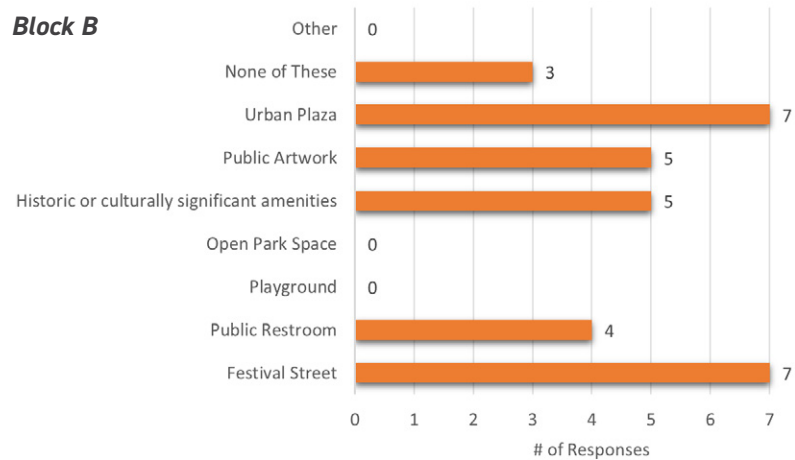 Block B
Other 0
None of These 3
Urban Plaza 7
Public Artwork 5
Historic or culturally significant amenities 5
Open Park Space 0
Playground 0
Public Restroom 4
Festival Street 7
0 1 2 3 4 5 6 7
# of Responses